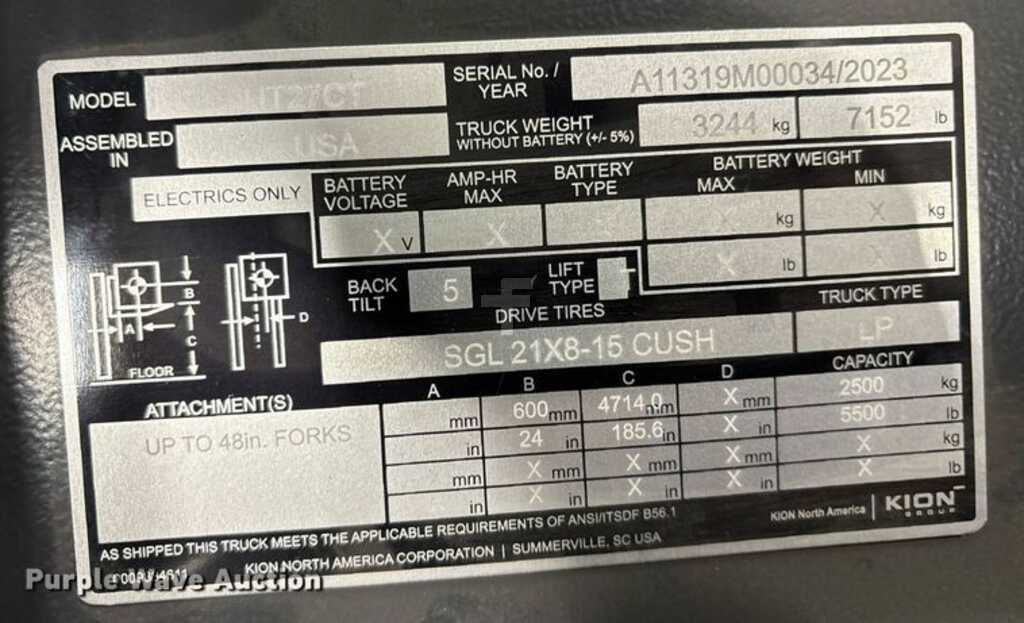 MODEL
SERIAL No. / YEAR A11319M00034/2023
ASSEMBLED IN
TRUCK WEIGHT WITHOUT BATTERY (+/- 5%) 3244 kg 7152 lb
ELECTRICS ONLY
BATTERY VOLTAGE AMP-HR MAX BATTERY TYPE BATTERY WEIGHT
MAX MIN
X V X X kg X kg
X lb X lb
BACK TILT 5 LIFT TYPE
DRIVE TIRES TRUCK TYPE
SGL 21X8-15 CUSH LP
A
B
C
D
FLOOR
ATTACHMENT(S) A B C D CAPACITY
UP TO 48in. FORKS
mm 600 mm 4714.0 mm X mm 2500 kg
in 24 in 185.6 in X in 5500 lb
mm X mm X mm X mm X kg
in X in X in X in X lb
AS SHIPPED THIS TRUCK MEETS THE APPLICABLE REQUIREMENTS OF ANSI/ITSDF B56.1
KION North America | KION GROUP
KION NORTH AMERICA CORPORATION | SUMMERVILLE, SC USA
Purple Wave Auction